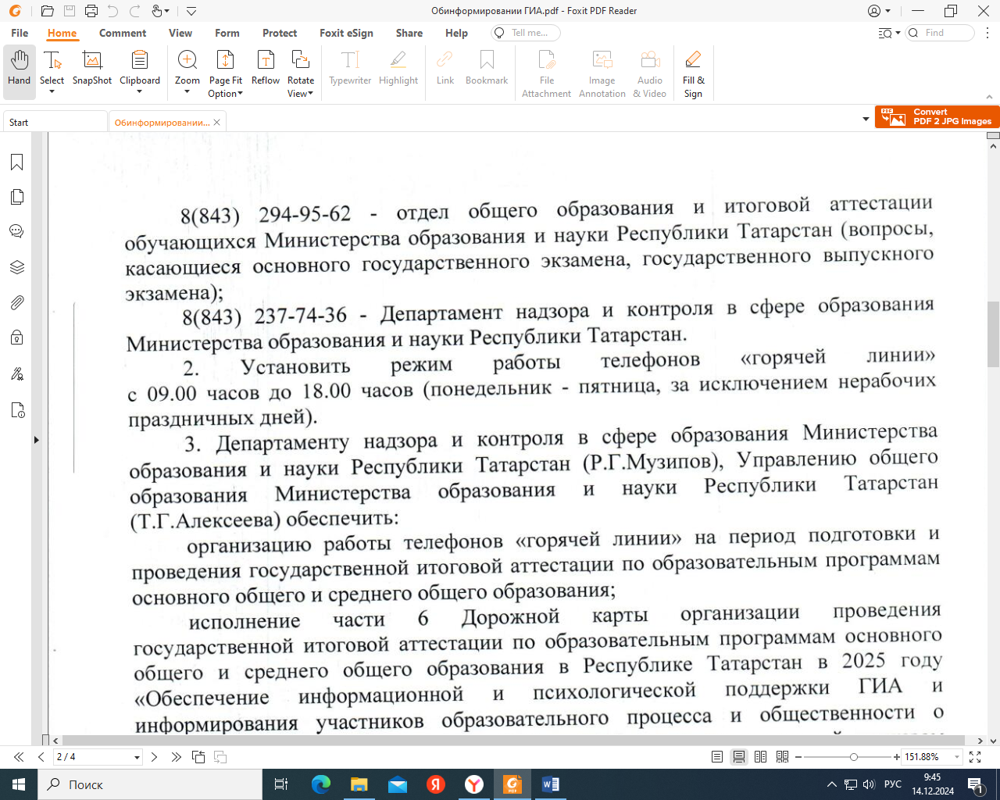 Обинформировании ГИА.pdf - Foxit PDF Reader
File Home Comment View Form Protect Foxit eSign Share Help Tell me... Find
Hand Select SnapShot Clipboard Zoom Page Fit Option Reflow Rotate View Typewriter Highlight Link Bookmark File Attachment Image Annotation Audio & Video Fill & Sign
Start Обинформировании...
Convert
PDF 2 JPG Images
8(843) 294-95-62 - отдел общего образования и итоговой аттестации
обучающихся Министерства образования и науки Республики Татарстан (вопросы,
касающиеся основного государственного экзамена, государственного выпускного
экзамена);
8(843) 237-74-36 - Департамент надзора и контроля в сфере образования
Министерства образования и науки Республики Татарстан.
2. Установить режим работы телефонов «горячей линии»
с 09.00 часов до 18.00 часов (понедельник - пятница, за исключением нерабочих
праздничных дней).
3. Департаменту надзора и контроля в сфере образования Министерства
образования и науки Республики Татарстан (Р.Г.Музипов), Управлению общего
образования Министерства образования и науки Республики Татарстан
(Т.Г.Алексеева) обеспечить:
организацию работы телефонов «горячей линии» на период подготовки и
проведения государственной итоговой аттестации по образовательным программам
основного общего и среднего общего образования;
исполнение части 6 Дорожной карты организации проведения
государственной итоговой аттестации по образовательным программам основного
общего и среднего общего образования в Республике Татарстан в 2025 году
«Обеспечение информационной и психологической поддержки ГИА и
информирования участников образовательного процесса и общественности о
2 / 4
151.88%
Поиск
РУС
9:45
14.12.2024
1